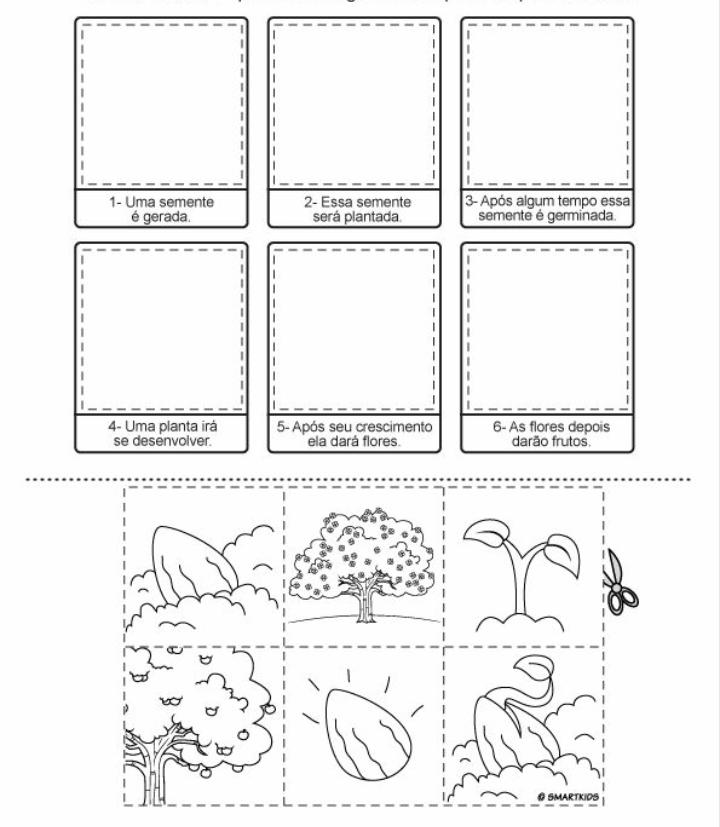 1- Uma semente
é gerada.
2- Essa semente
será plantada.
3- Após algum tempo essa
semente é germinada.
4- Uma planta irá
se desenvolver.
5- Após seu crescimento
ela dará flores.
6- As flores depois
darão frutos.
© SMARTKIDS